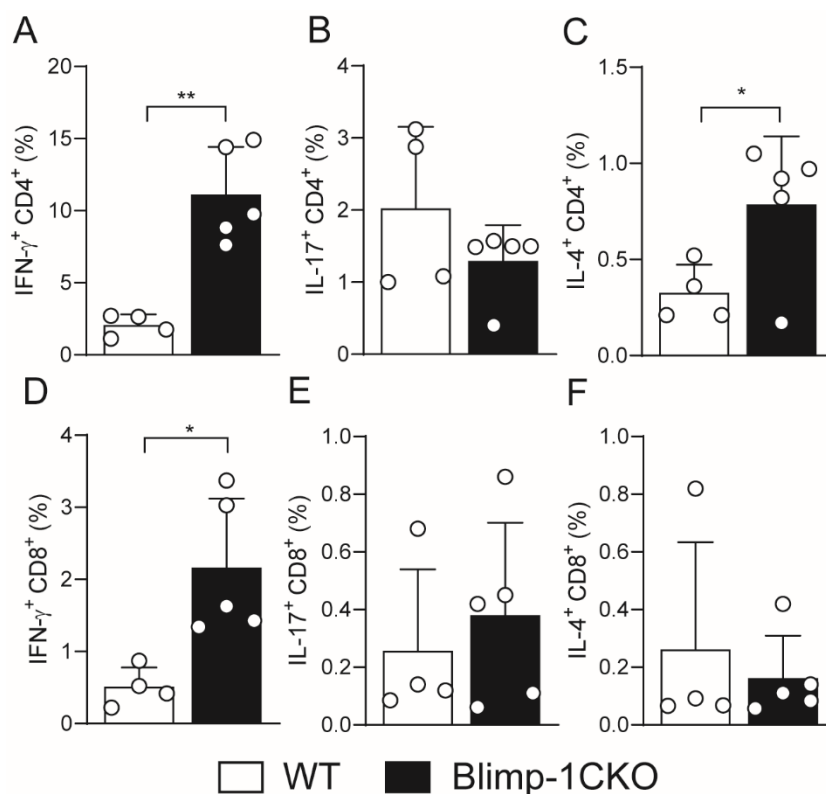 A
IFN-γ⁺ CD4⁺ (%)
20
15
10
5
0
**
B
IL-17⁺ CD4⁺ (%)
4
3
2
1
0
C
IL-4⁺ CD4⁺ (%)
1.5
1.0
0.5
0.0
*
D
IFN-γ⁺ CD8⁺ (%)
4
3
2
1
0
*
E
IL-17⁺ CD8⁺ (%)
1.0
0.8
0.6
0.4
0.2
0.0
F
IL-4⁺ CD8⁺ (%)
1.0
0.8
0.6
0.4
0.2
0.0
WT Blimp-1CKO